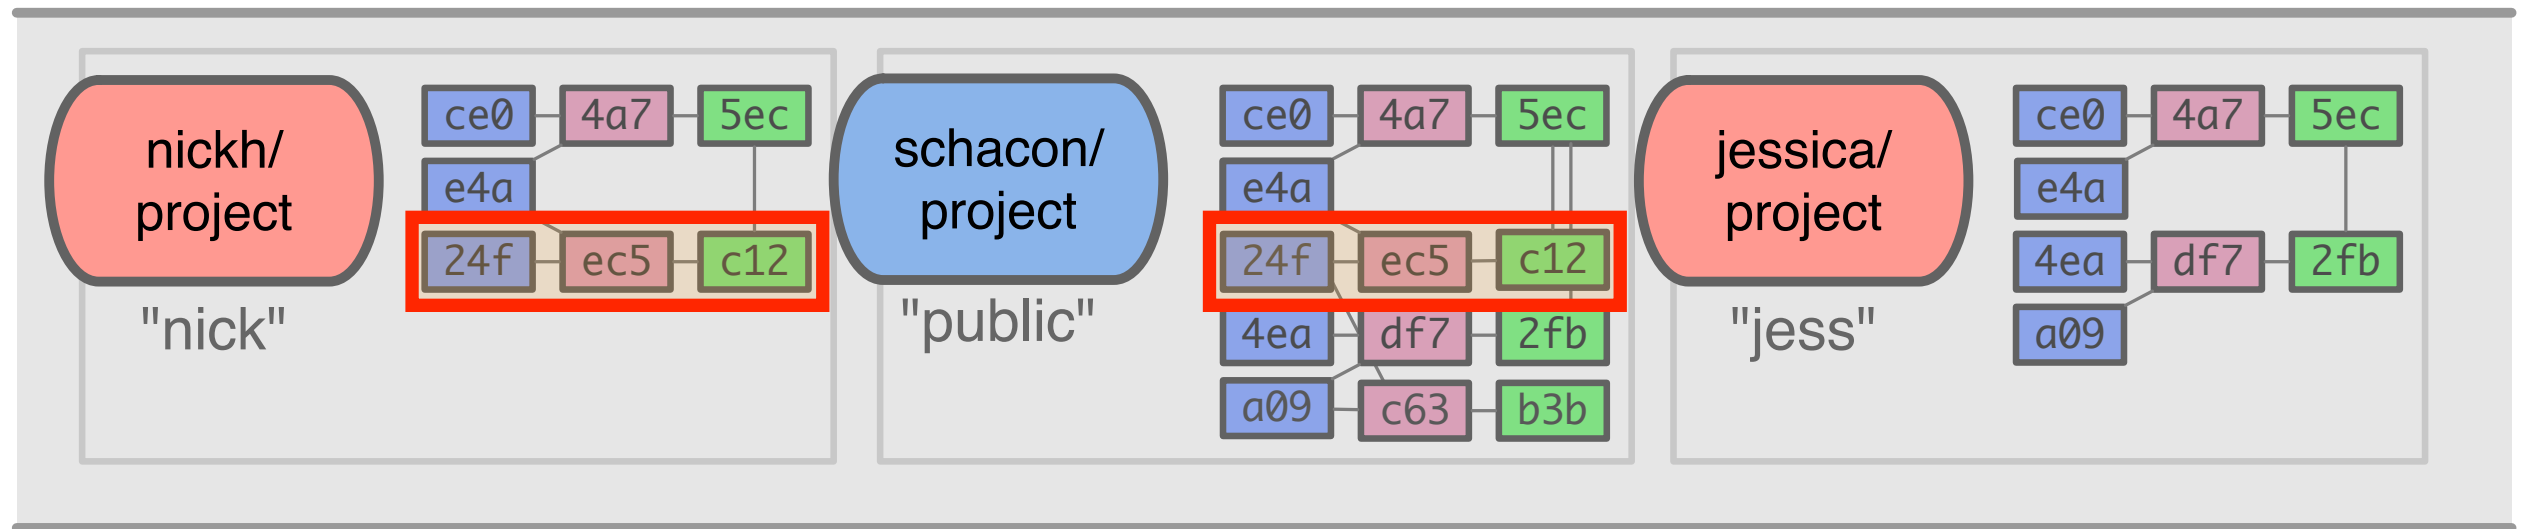 nickh/
project
"nick"
ce0 4a7 5ec
e4a
24f ec5 c12
schacon/
project
"public"
ce0 4a7 5ec
e4a
24f ec5 c12
4ea df7 2fb
a09 c63 b3b
jessica/
project
"jess"
ce0 4a7 5ec
e4a
4ea df7 2fb
a09